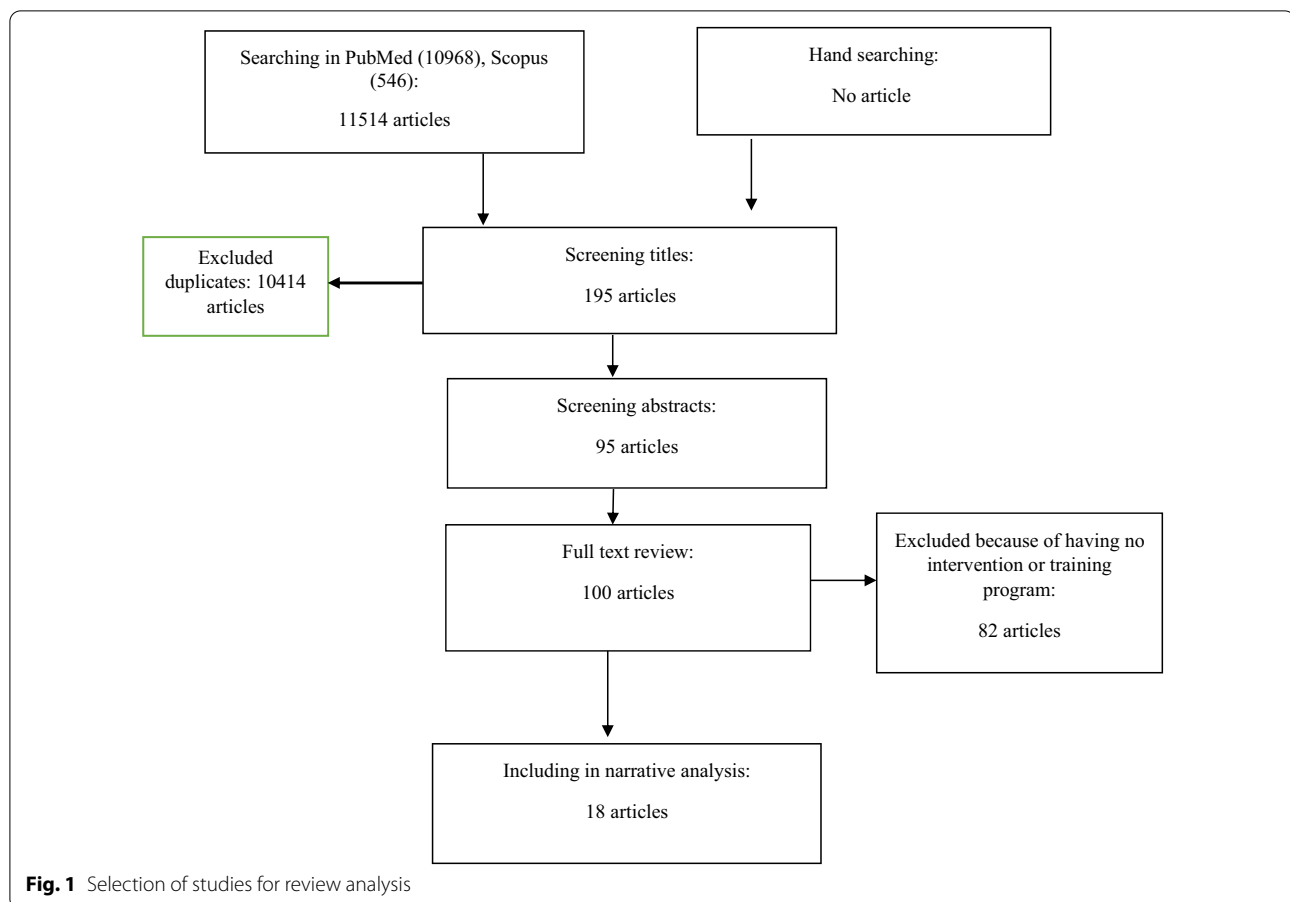 Searching in PubMed (10968), Scopus
(546):
11514 articles
Hand searching:
No article
Excluded
duplicates: 10414
articles
Screening titles:
195 articles
Screening abstracts:
95 articles
Full text review:
100 articles
Excluded because of having no
intervention or training
program:
82 articles
Including in narrative analysis:
18 articles
Fig. 1 Selection of studies for review analysis